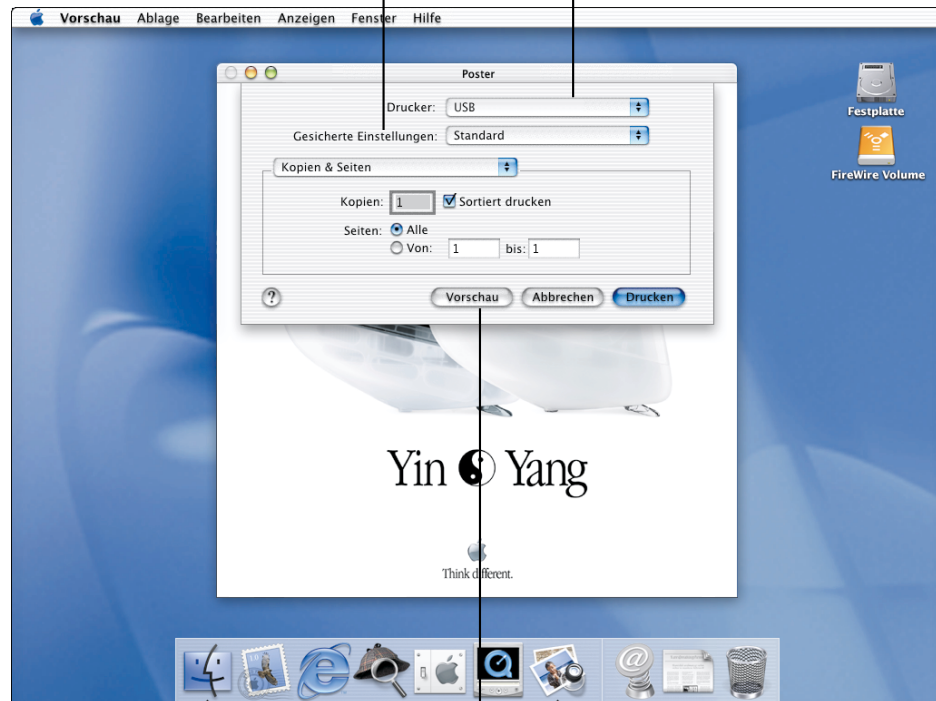 Vorschau Ablage Bearbeiten Anzeigen Fenster Hilfe
Poster
Drucker: USB
Gesicherte Einstellungen: Standard
Kopien & Seiten
Kopien: 1 Sortiert drucken
Seiten: Alle
Von: 1 bis: 1
? Vorschau Abbrechen Drucken
Festplatte
FireWire Volume
Yin Yang
Think different.